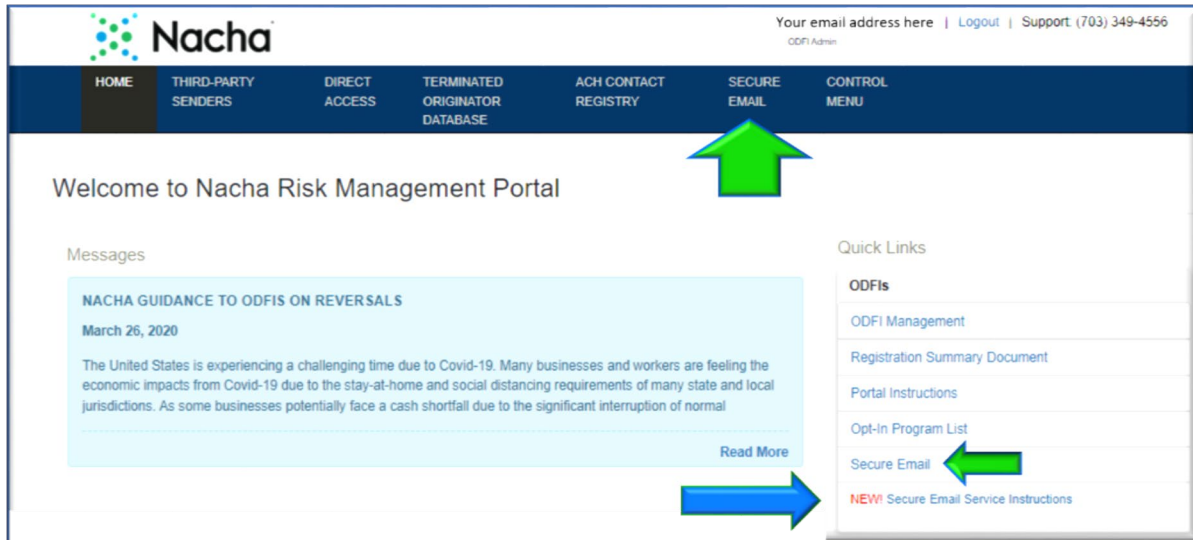 Nacha
Your email address here | Logout | Support: (703) 349-4556
ODFI Admin
HOME
THIRD-PARTY
SENDERS
DIRECT
ACCESS
TERMINATED
ORIGINATOR
DATABASE
ACH CONTACT
REGISTRY
SECURE
EMAIL
CONTROL
MENU
Welcome to Nacha Risk Management Portal
Messages
NACHA GUIDANCE TO ODFIS ON REVERSALS
March 26, 2020
The United States is experiencing a challenging time due to Covid-19. Many businesses and workers are feeling the
economic impacts from Covid-19 due to the stay-at-home and social distancing requirements of many state and local
jurisdictions. As some businesses potentially face a cash shortfall due to the significant interruption of normal
Read More
Quick Links
ODFIs
ODFI Management
Registration Summary Document
Portal Instructions
Opt-In Program List
Secure Email
NEW! Secure Email Service Instructions